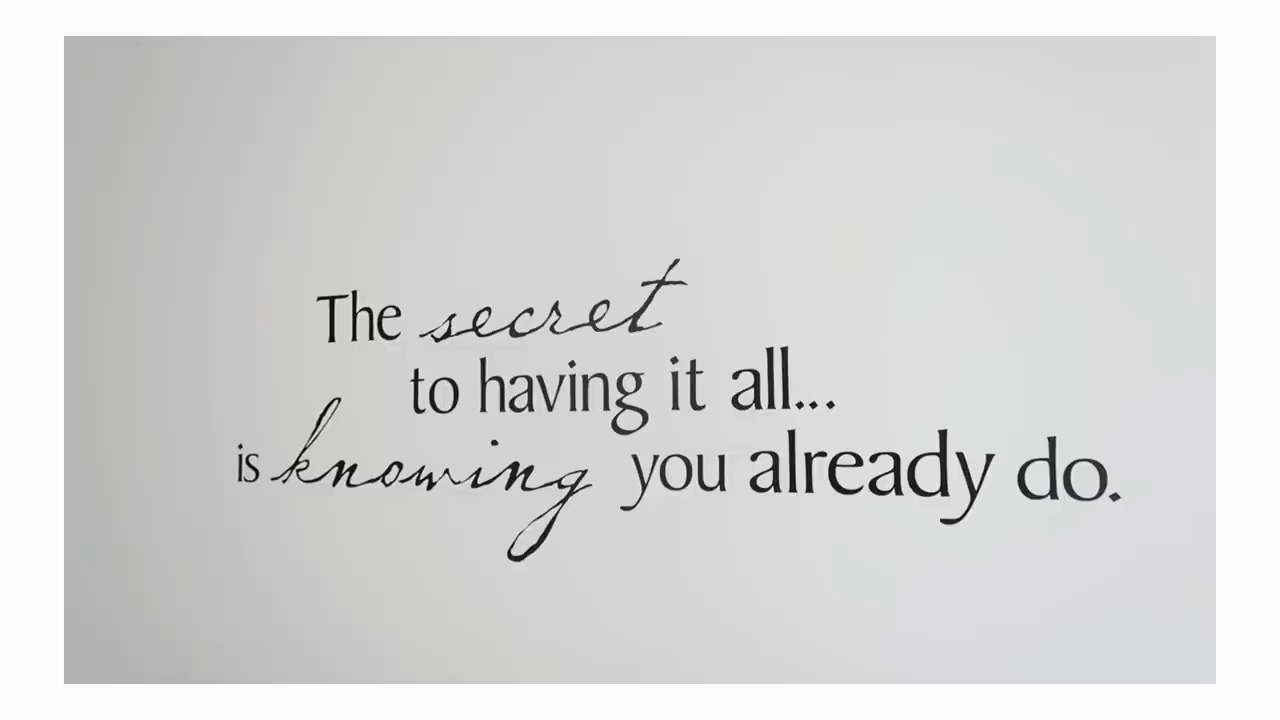 The secret
to having it all...
is knowing you already do.